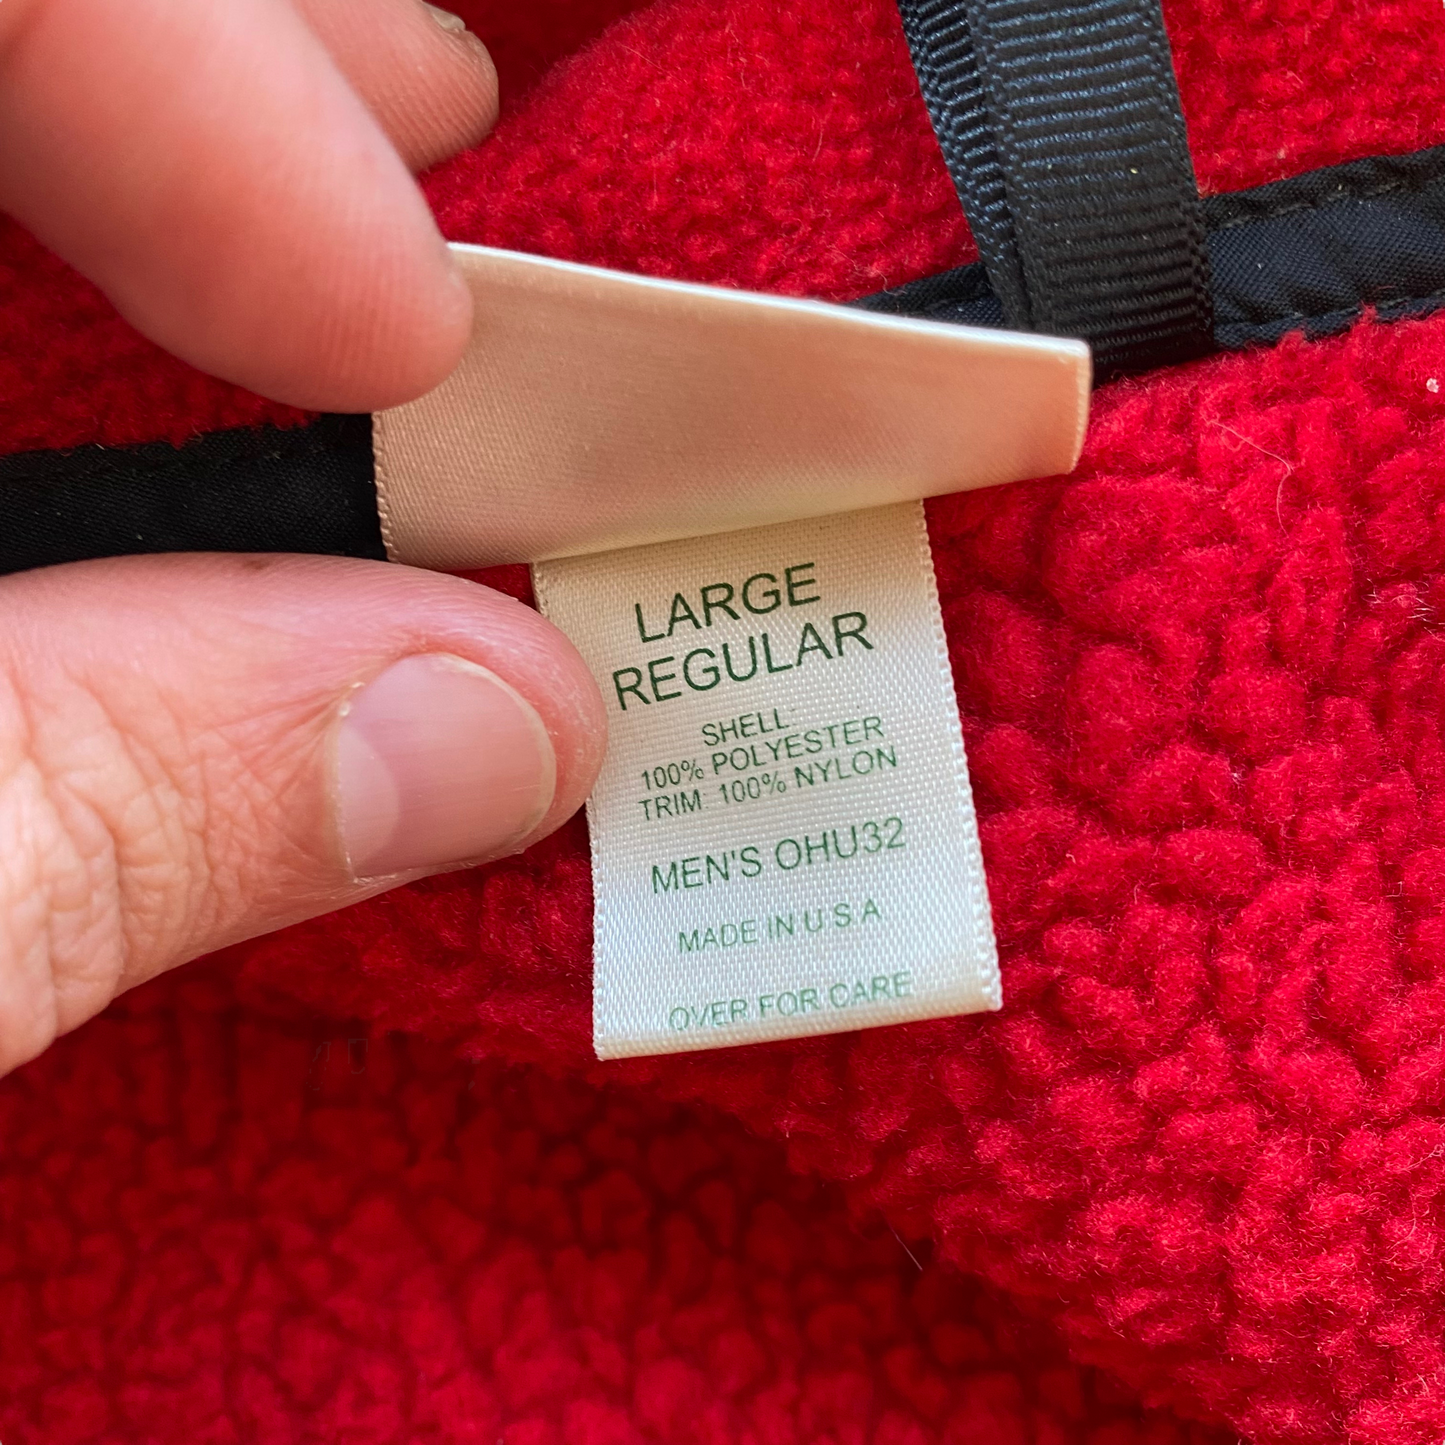 LARGE
REGULAR
SHELL:
100% POLYESTER
TRIM: 100% NYLON
MEN'S OHU32
MADE IN U.S.A
OVER FOR CARE